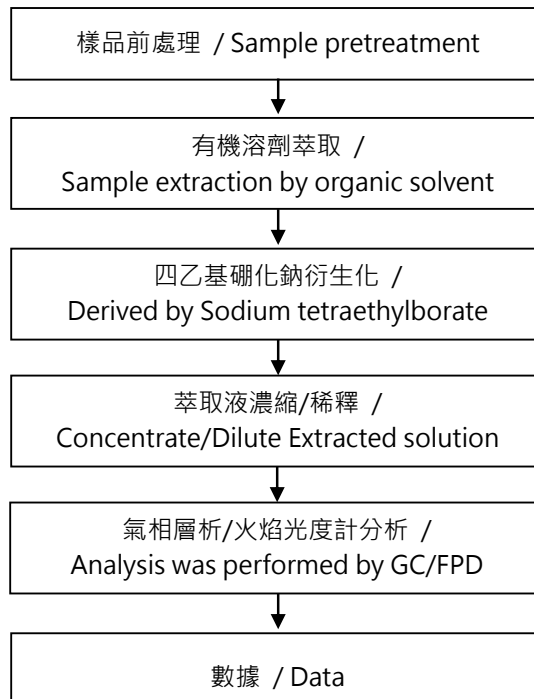 樣品前處理 / Sample pretreatment
有機溶劑萃取 /
Sample extraction by organic solvent
四乙基硼化鈉衍生化 /
Derived by Sodium tetraethylborate
萃取液濃縮/稀釋 /
Concentrate/Dilute Extracted solution
氣相層析/火焰光度計分析 /
Analysis was performed by GC/FPD
數據 / Data